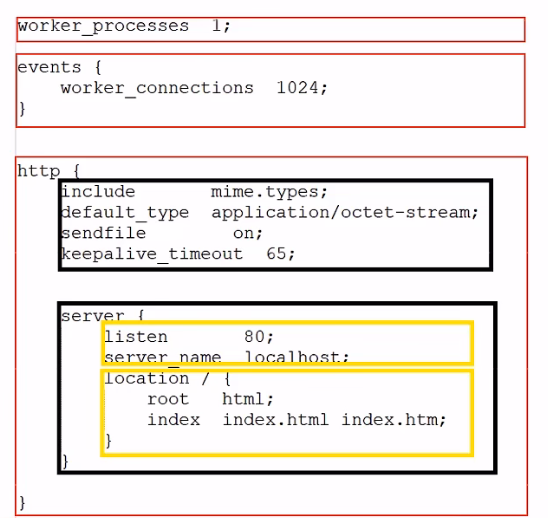 worker_processes  1;
events {
    worker_connections  1024;
}
http {
    include       mime.types;
    default_type  application/octet-stream;
    sendfile        on;
    keepalive_timeout  65;
    server {
        listen       80;
        server_name  localhost;
        location / {
            root   html;
            index  index.html index.htm;
        }
    }
}